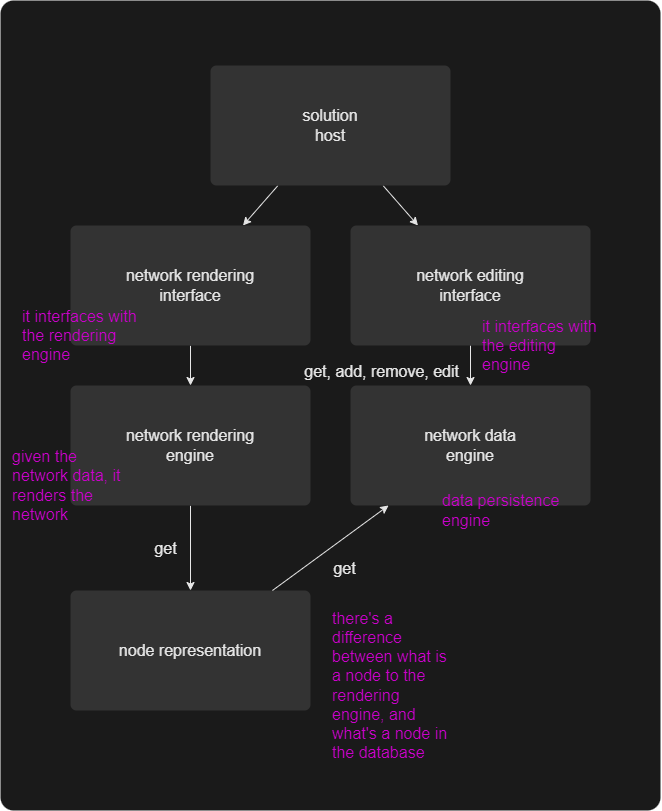 solution
host
network rendering
interface
network editing
interface
it interfaces with
the rendering
engine
it interfaces with
the editing
engine
get, add, remove, edit
network rendering
engine
network data
engine
given the
network data, it
renders the
network
data persistence
engine
get
get
node representation
there's a
difference
between what is
a node to the
rendering
engine, and
what's a node in
the database